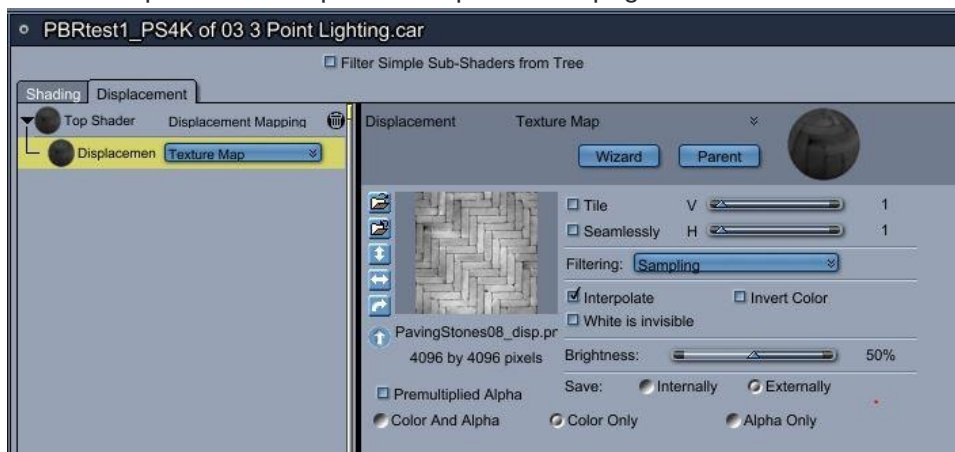 PBRtest1_PS4K of 03 3 Point Lighting.car
Filter Simple Sub-Shaders from Tree
Shading Displacement
Top Shader Displacement Mapping
Displacemen Texture Map
Displacement Texture Map
Wizard Parent
Tile V 1
Seamlessly H 1
Filtering: Sampling
Interpolate Invert Color
White is invisible
PavingStones08_disp.pr
4096 by 4096 pixels
Brightness: 50%
Premultiplied Alpha
Save: Internally Externally
Color And Alpha Color Only Alpha Only